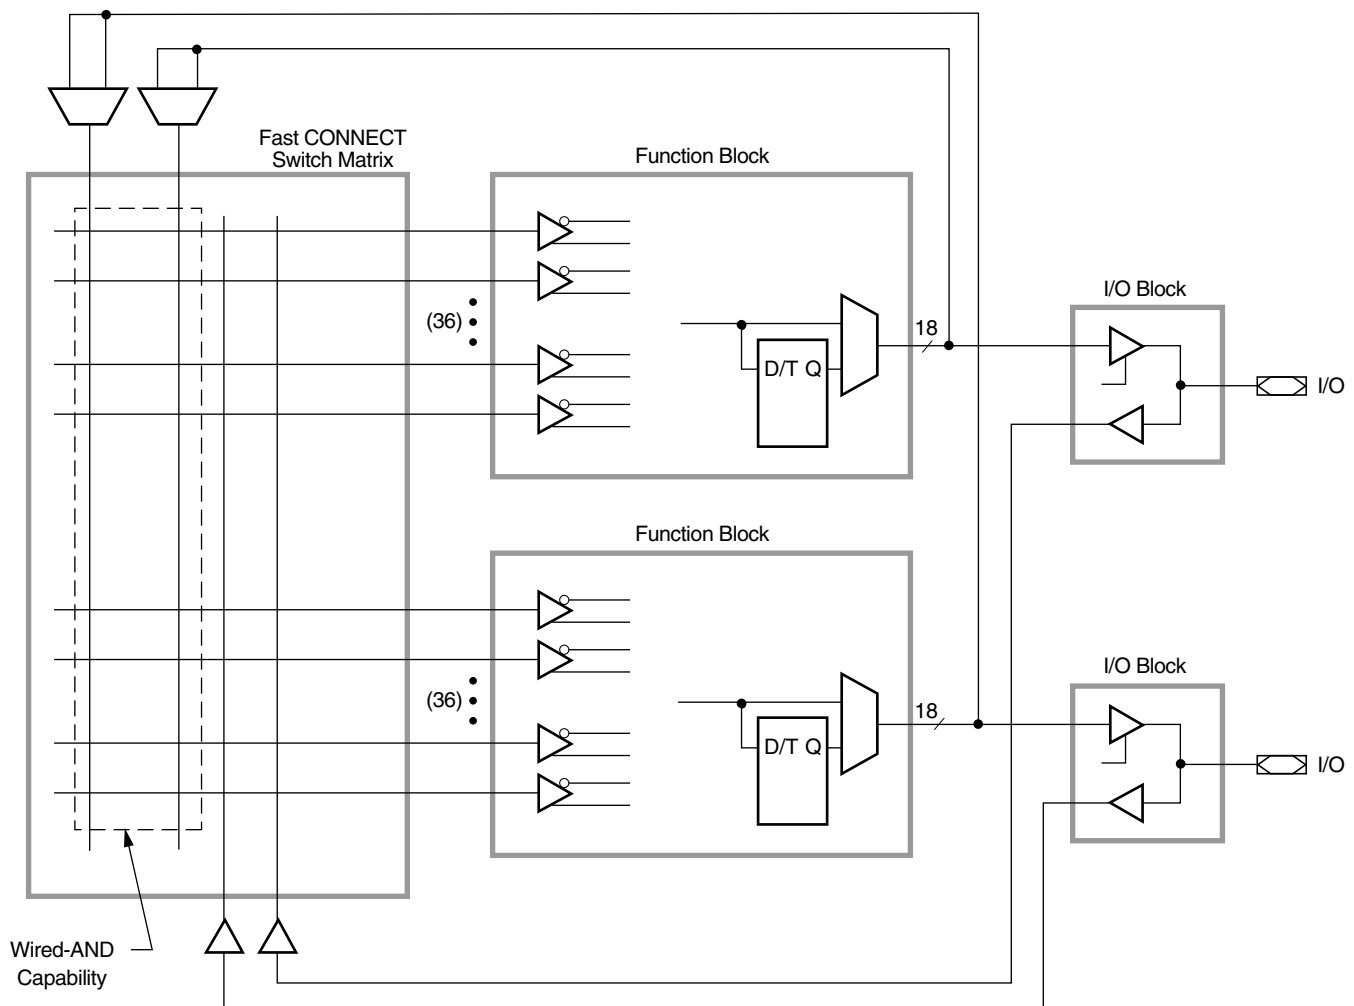 Fast CONNECT
Switch Matrix
Function Block
(36)
D/T Q
18
I/O Block
I/O
Function Block
(36)
D/T Q
18
I/O Block
I/O
Wired-AND
Capability